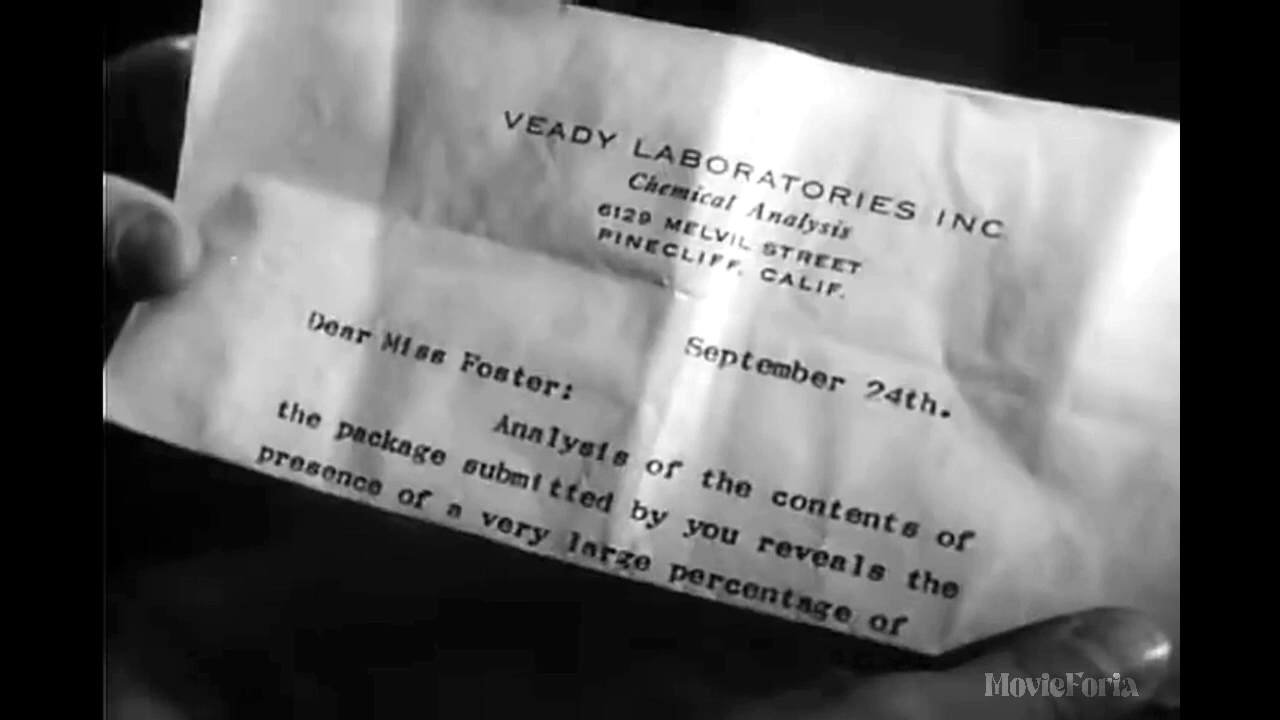 VEADY LABORATORIES INC
Chemical Analysis
6129 MELVIL STREET
PINECLIFF, CALIF.
September 24th.
Dear Miss Foster:
Analysis of the contents of
the package submitted by you reveals the
presence of a very large percentage of
MovieForia